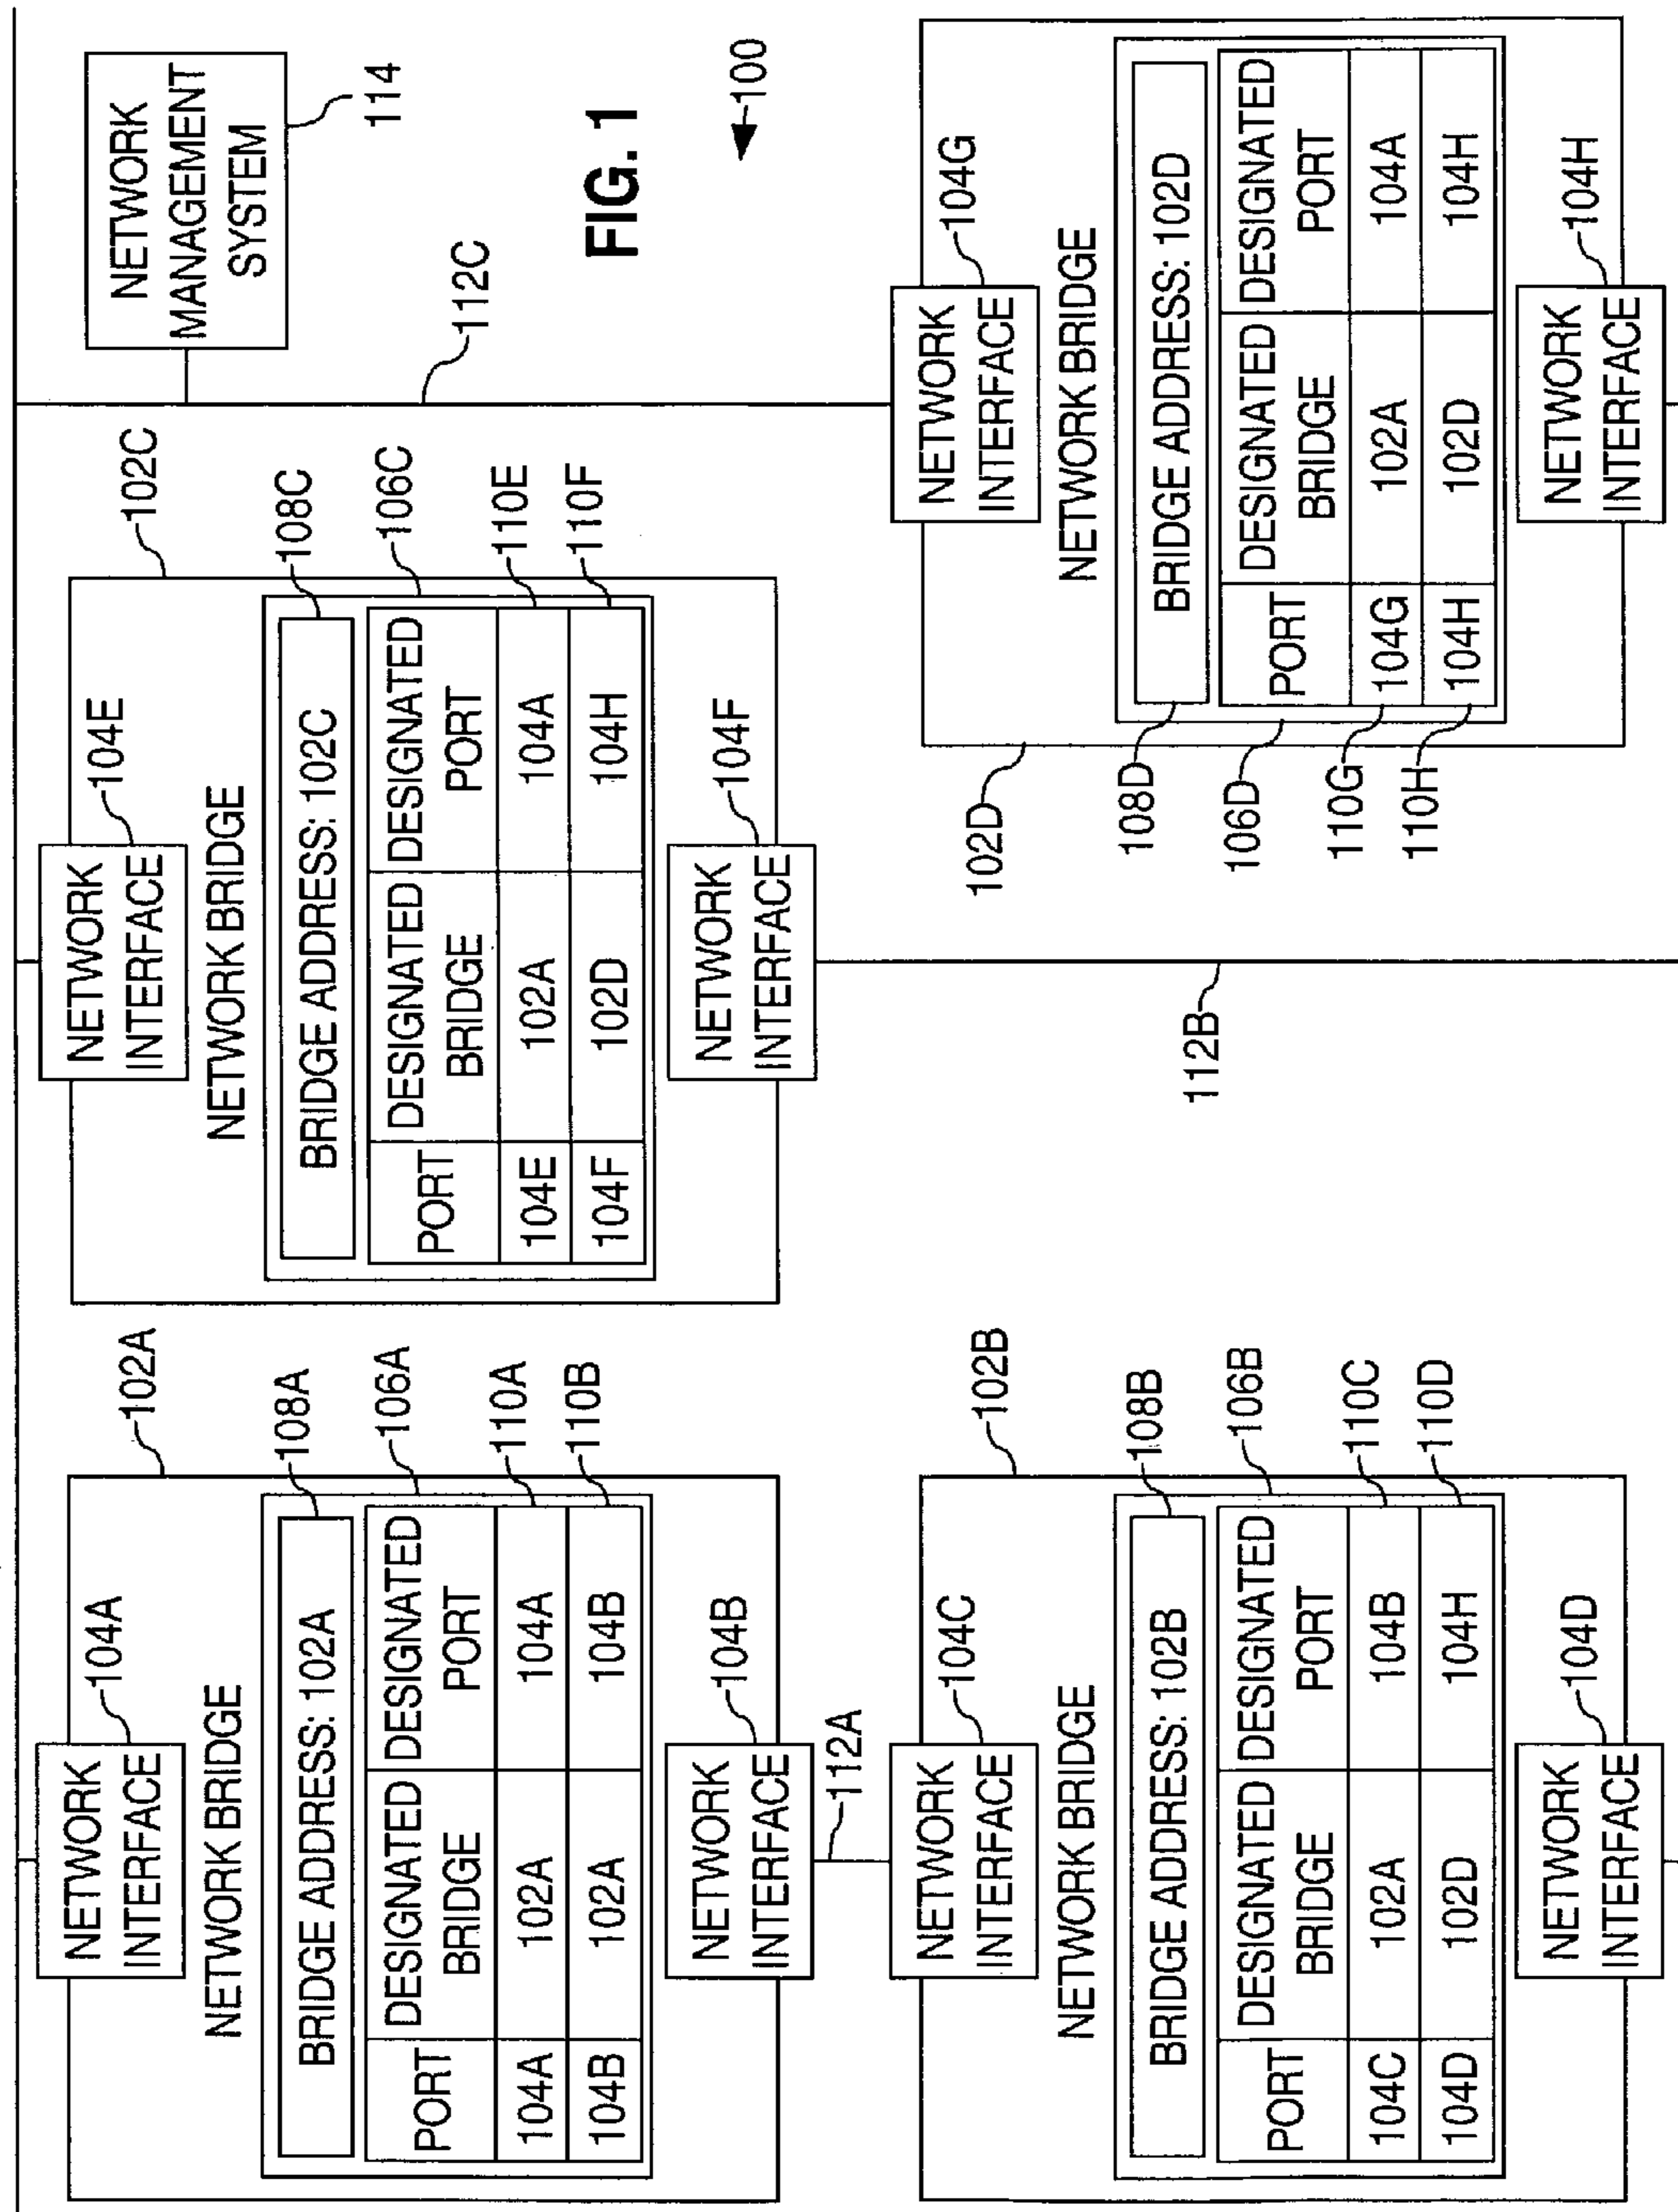 NETWORK
INTERFACE
104A
102A
NETWORK BRIDGE
BRIDGE ADDRESS: 102A
108A
106A
PORT
DESIGNATED
BRIDGE
DESIGNATED
PORT
104A 102A 104A
110A
104B 102A 104B
110B
NETWORK
INTERFACE
104B
112A
NETWORK
INTERFACE
104C
102B
NETWORK BRIDGE
BRIDGE ADDRESS: 102B
108B
106B
PORT
DESIGNATED
BRIDGE
DESIGNATED
PORT
104C 102A 104B
110C
104D 102D 104H
110D
NETWORK
INTERFACE
104D
NETWORK
INTERFACE
104E
102C
NETWORK BRIDGE
BRIDGE ADDRESS: 102C
108C
106C
PORT
DESIGNATED
BRIDGE
DESIGNATED
PORT
104E 102A 104A
110E
104F 102D 104H
110F
NETWORK
INTERFACE
104F
112B
NETWORK
MANAGEMENT
SYSTEM
114
112C
FIG. 1
100
NETWORK
INTERFACE
104G
102D
NETWORK BRIDGE
108D
BRIDGE ADDRESS: 102D
106D
PORT
DESIGNATED
BRIDGE
DESIGNATED
PORT
110G
104G 102A 104A
110H
104H 102D 104H
NETWORK
INTERFACE
104H